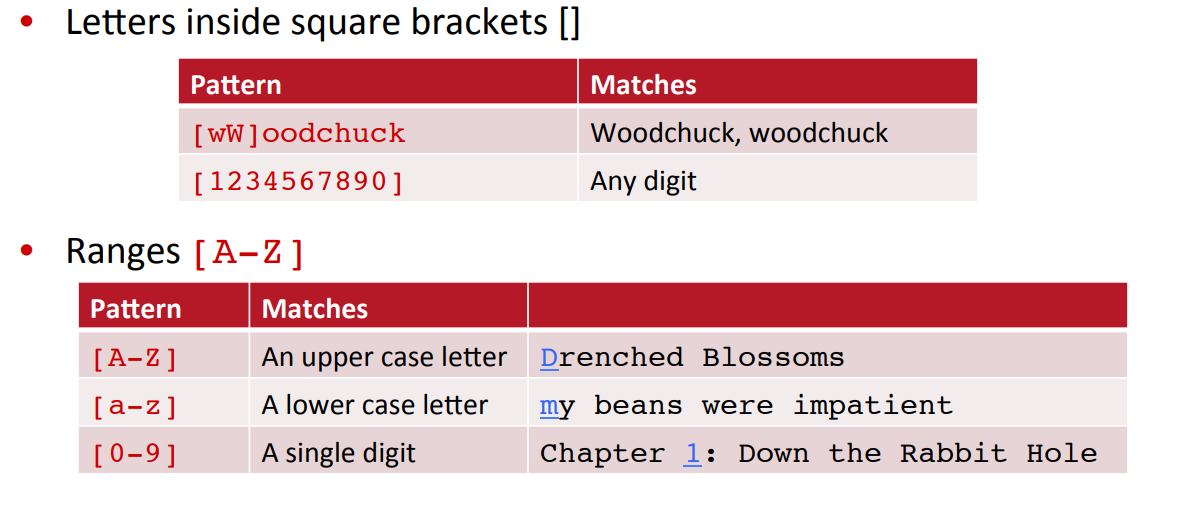 • Letters inside square brackets []
Pattern Matches
[wW]oodchuck Woodchuck, woodchuck
[1234567890] Any digit
• Ranges [A-Z]
Pattern Matches
[A-Z] An upper case letter Drenched Blossoms
[a-z] A lower case letter my beans were impatient
[0-9] A single digit Chapter 1: Down the Rabbit Hole